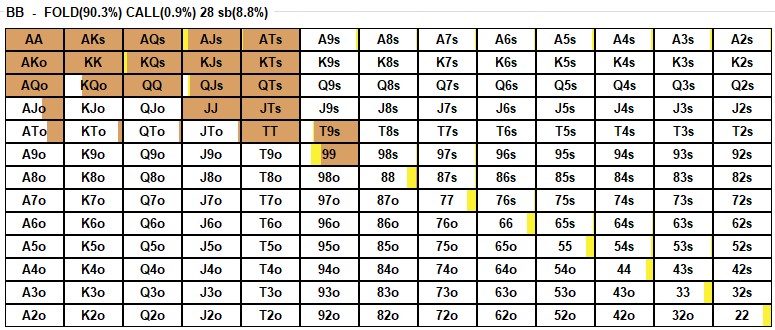 BB - FOLD(90.3%) CALL(0.9%) 28 sb(8.8%)
AA AKs AQs AJs ATs A9s A8s A7s A6s A5s A4s A3s A2s
AKo KK KQs KJs KTs K9s K8s K7s K6s K5s K4s K3s K2s
AQo KQo QQ QJs QTs Q9s Q8s Q7s Q6s Q5s Q4s Q3s Q2s
AJo KJo QJo JJ JTs J9s J8s J7s J6s J5s J4s J3s J2s
ATo KTo QTo JTo TT T9s T8s T7s T6s T5s T4s T3s T2s
A9o K9o Q9o J9o T9o 99 98s 97s 96s 95s 94s 93s 92s
A8o K8o Q8o J8o T8o 98o 88 87s 86s 85s 84s 83s 82s
A7o K7o Q7o J7o T7o 97o 87o 77 76s 75s 74s 73s 72s
A6o K6o Q6o J6o T6o 96o 86o 76o 66 65s 64s 63s 62s
A5o K5o Q5o J5o T5o 95o 85o 75o 65o 55 54s 53s 52s
A4o K4o Q4o J4o T4o 94o 84o 74o 64o 54o 44 43s 42s
A3o K3o Q3o J3o T3o 93o 83o 73o 63o 53o 43o 33 32s
A2o K2o Q2o J2o T2o 92o 82o 72o 62o 52o 42o 32o 22